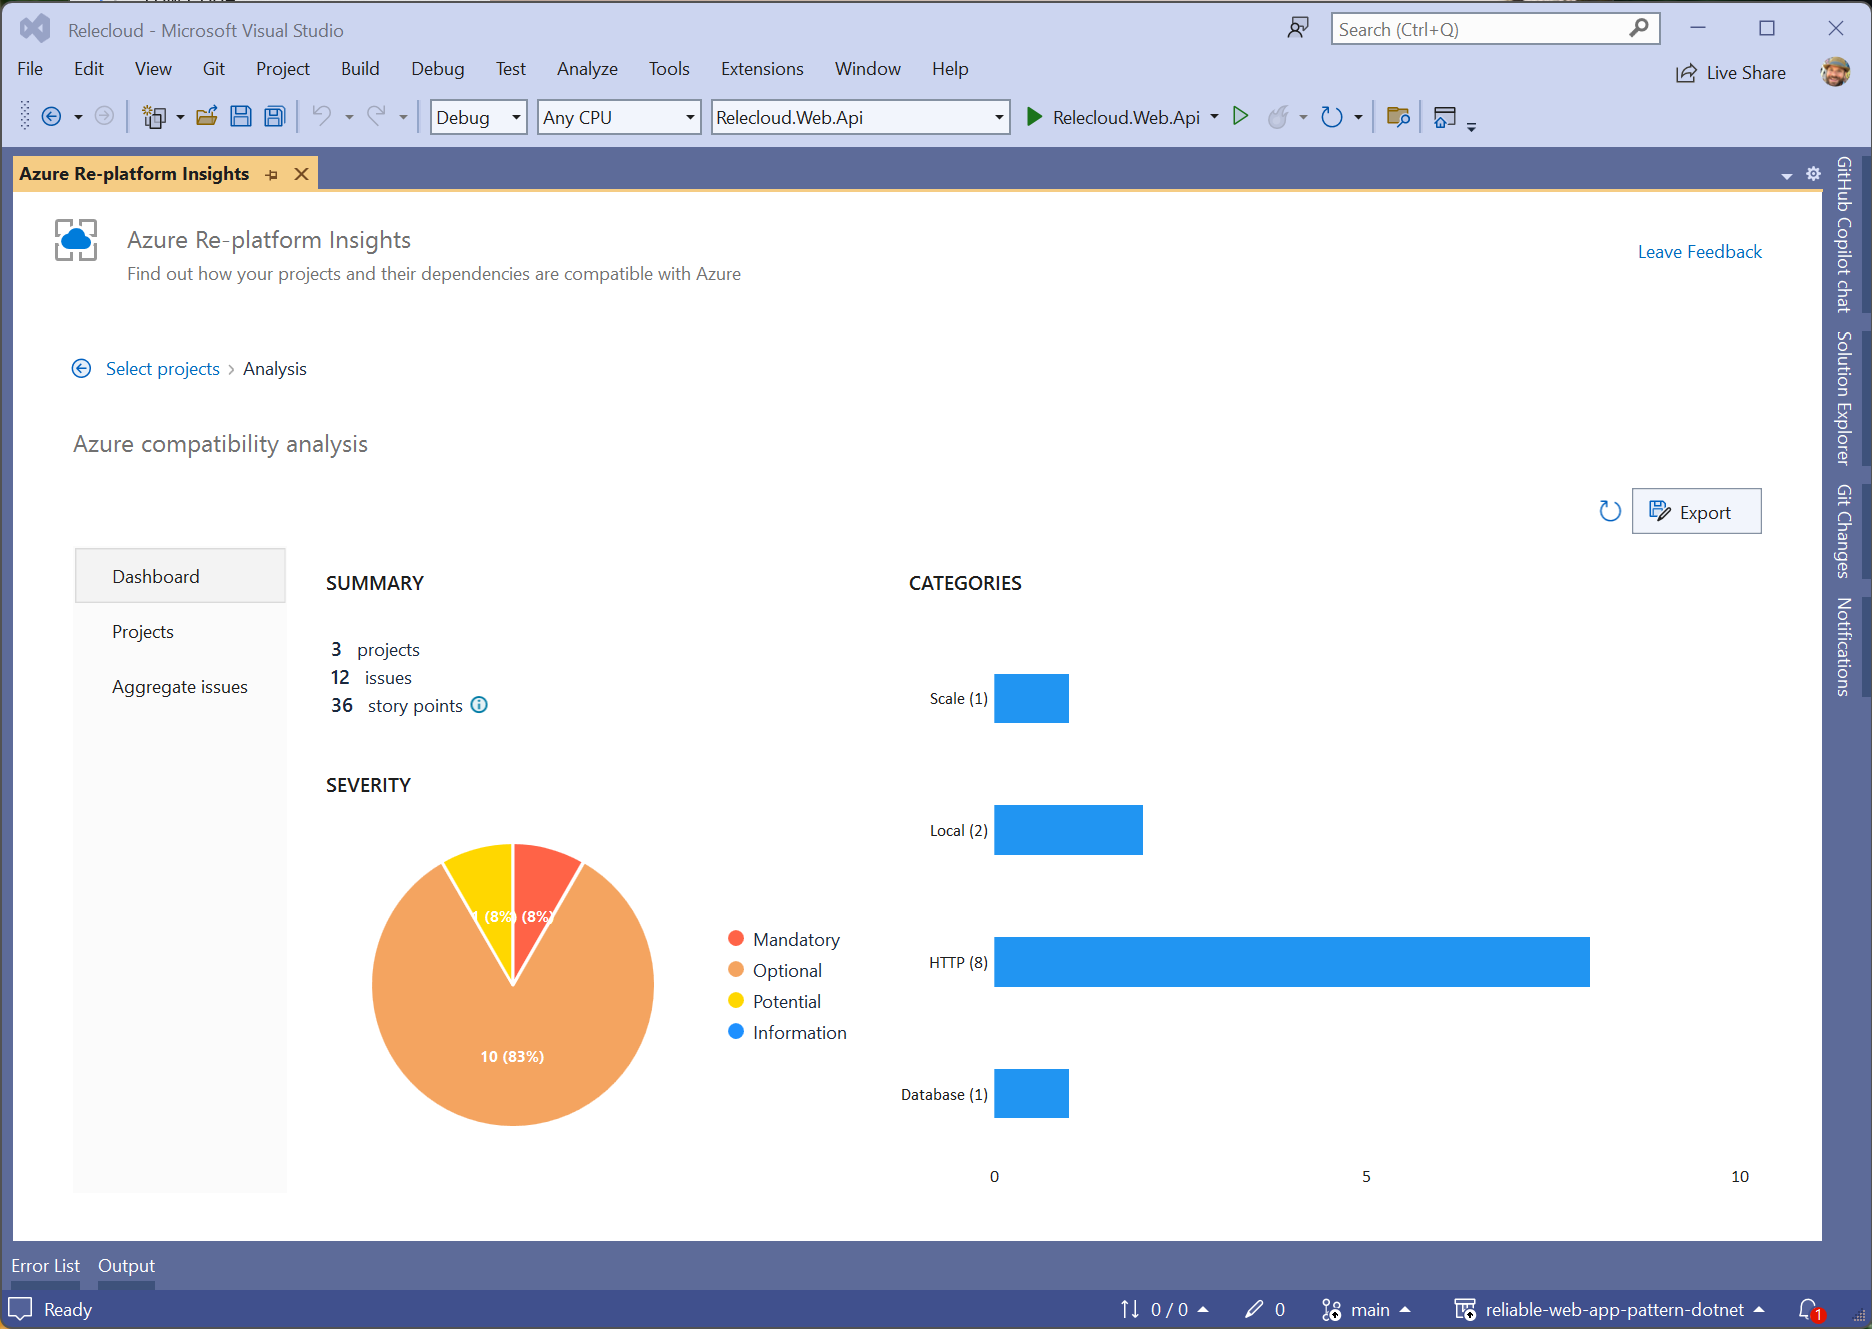 Relecloud - Microsoft Visual Studio
Search (Ctrl+Q)
File Edit View Git Project Build Debug Test Analyze Tools Extensions Window Help
Live Share
Debug Any CPU Relecloud.Web.Api Relecloud.Web.Api
Azure Re-platform Insights
Azure Re-platform Insights
Find out how your projects and their dependencies are compatible with Azure
Leave Feedback
Select projects › Analysis
Azure compatibility analysis
Export
Dashboard
Projects
Aggregate issues
SUMMARY
3 projects
12 issues
36 story points
SEVERITY
1 (8%) (8%)
10 (83%)
Mandatory
Optional
Potential
Information
CATEGORIES
Scale (1)
Local (2)
HTTP (8)
Database (1)
0 5 10
GitHub Copilot chat
Solution Explorer
Git Changes
Notifications
Error List Output
Ready
0 / 0 0 main reliable-web-app-pattern-dotnet 1